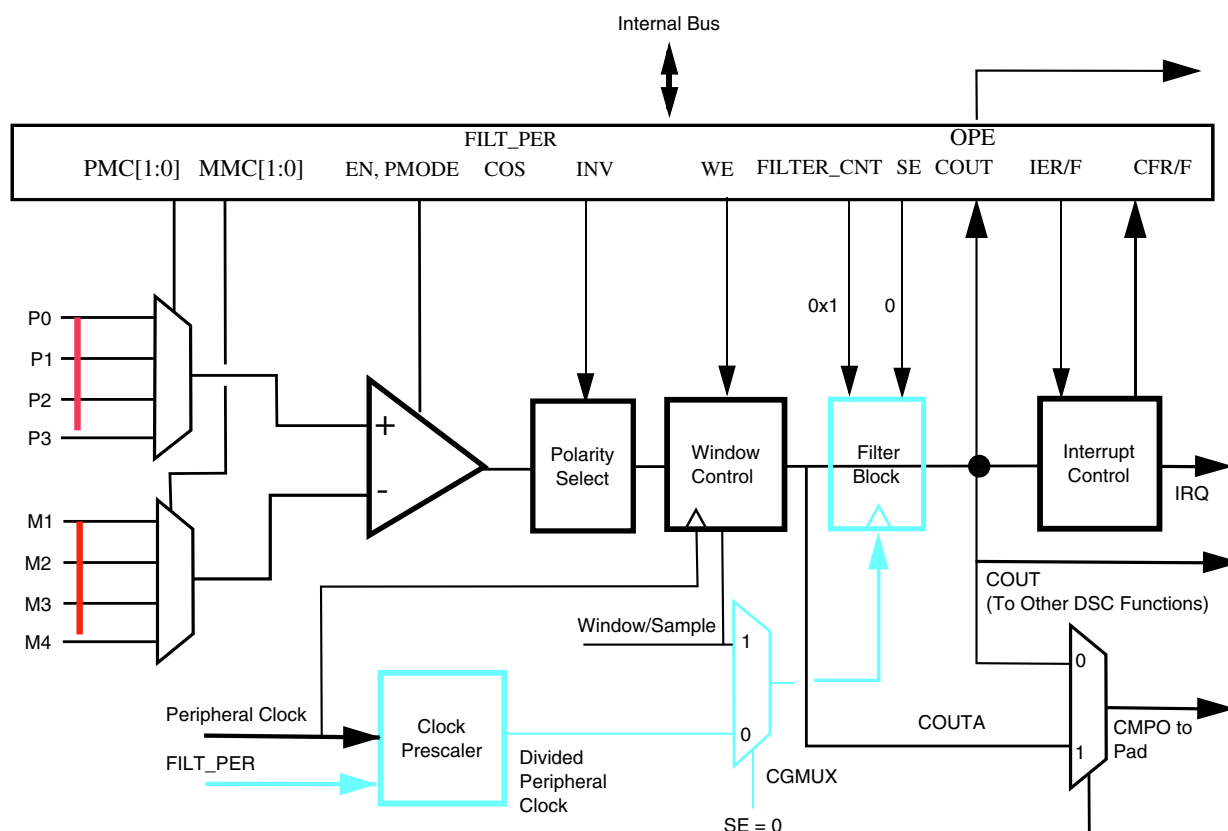 Internal Bus
FILT_PER
OPE
PMC[1:0] MMC[1:0] EN, PMODE COS INV WE FILTER_CNT SE COUT IER/F CFR/F
0x1 0
P0
P1
P2
P3
+
-
Polarity
Select
Window
Control
Filter
Block
Interrupt
Control
IRQ
M1
M2
M3
M4
COUT
(To Other DSC Functions)
Window/Sample
1
0
0
1
Peripheral Clock
FILT_PER
Clock
Prescaler
Divided
Peripheral
Clock
CGMUX
SE = 0
COUTA
CMPO to
Pad